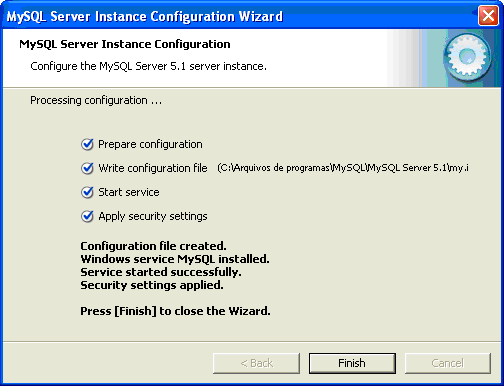 MySQL Server Instance Configuration Wizard
MySQL Server Instance Configuration
Configure the MySQL Server 5.1 server instance.
Processing configuration ...
Prepare configuration
Write configuration file (C:\Arquivos de programas\MySQL\MySQL Server 5.1\my.i
Start service
Apply security settings
Configuration file created.
Windows service MySQL installed.
Service started successfully.
Security settings applied.
Press [Finish] to close the Wizard.
< Back Finish Cancel